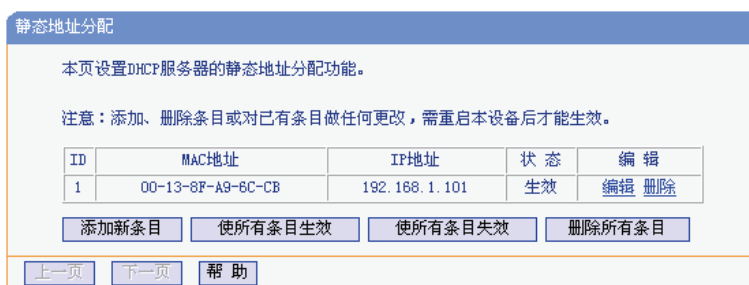 静态地址分配
本页设置DHCP服务器的静态地址分配功能。
注意：添加、删除条目或对已有条目做任何更改，需重启本设备后才能生效。
ID MAC地址 IP地址 状 态 编 辑
1 00-13-8F-A9-6C-CB 192.168.1.101 生效 编辑 删除
添加新条目 使所有条目生效 使所有条目失效 删除所有条目
上一页 下一页 帮 助